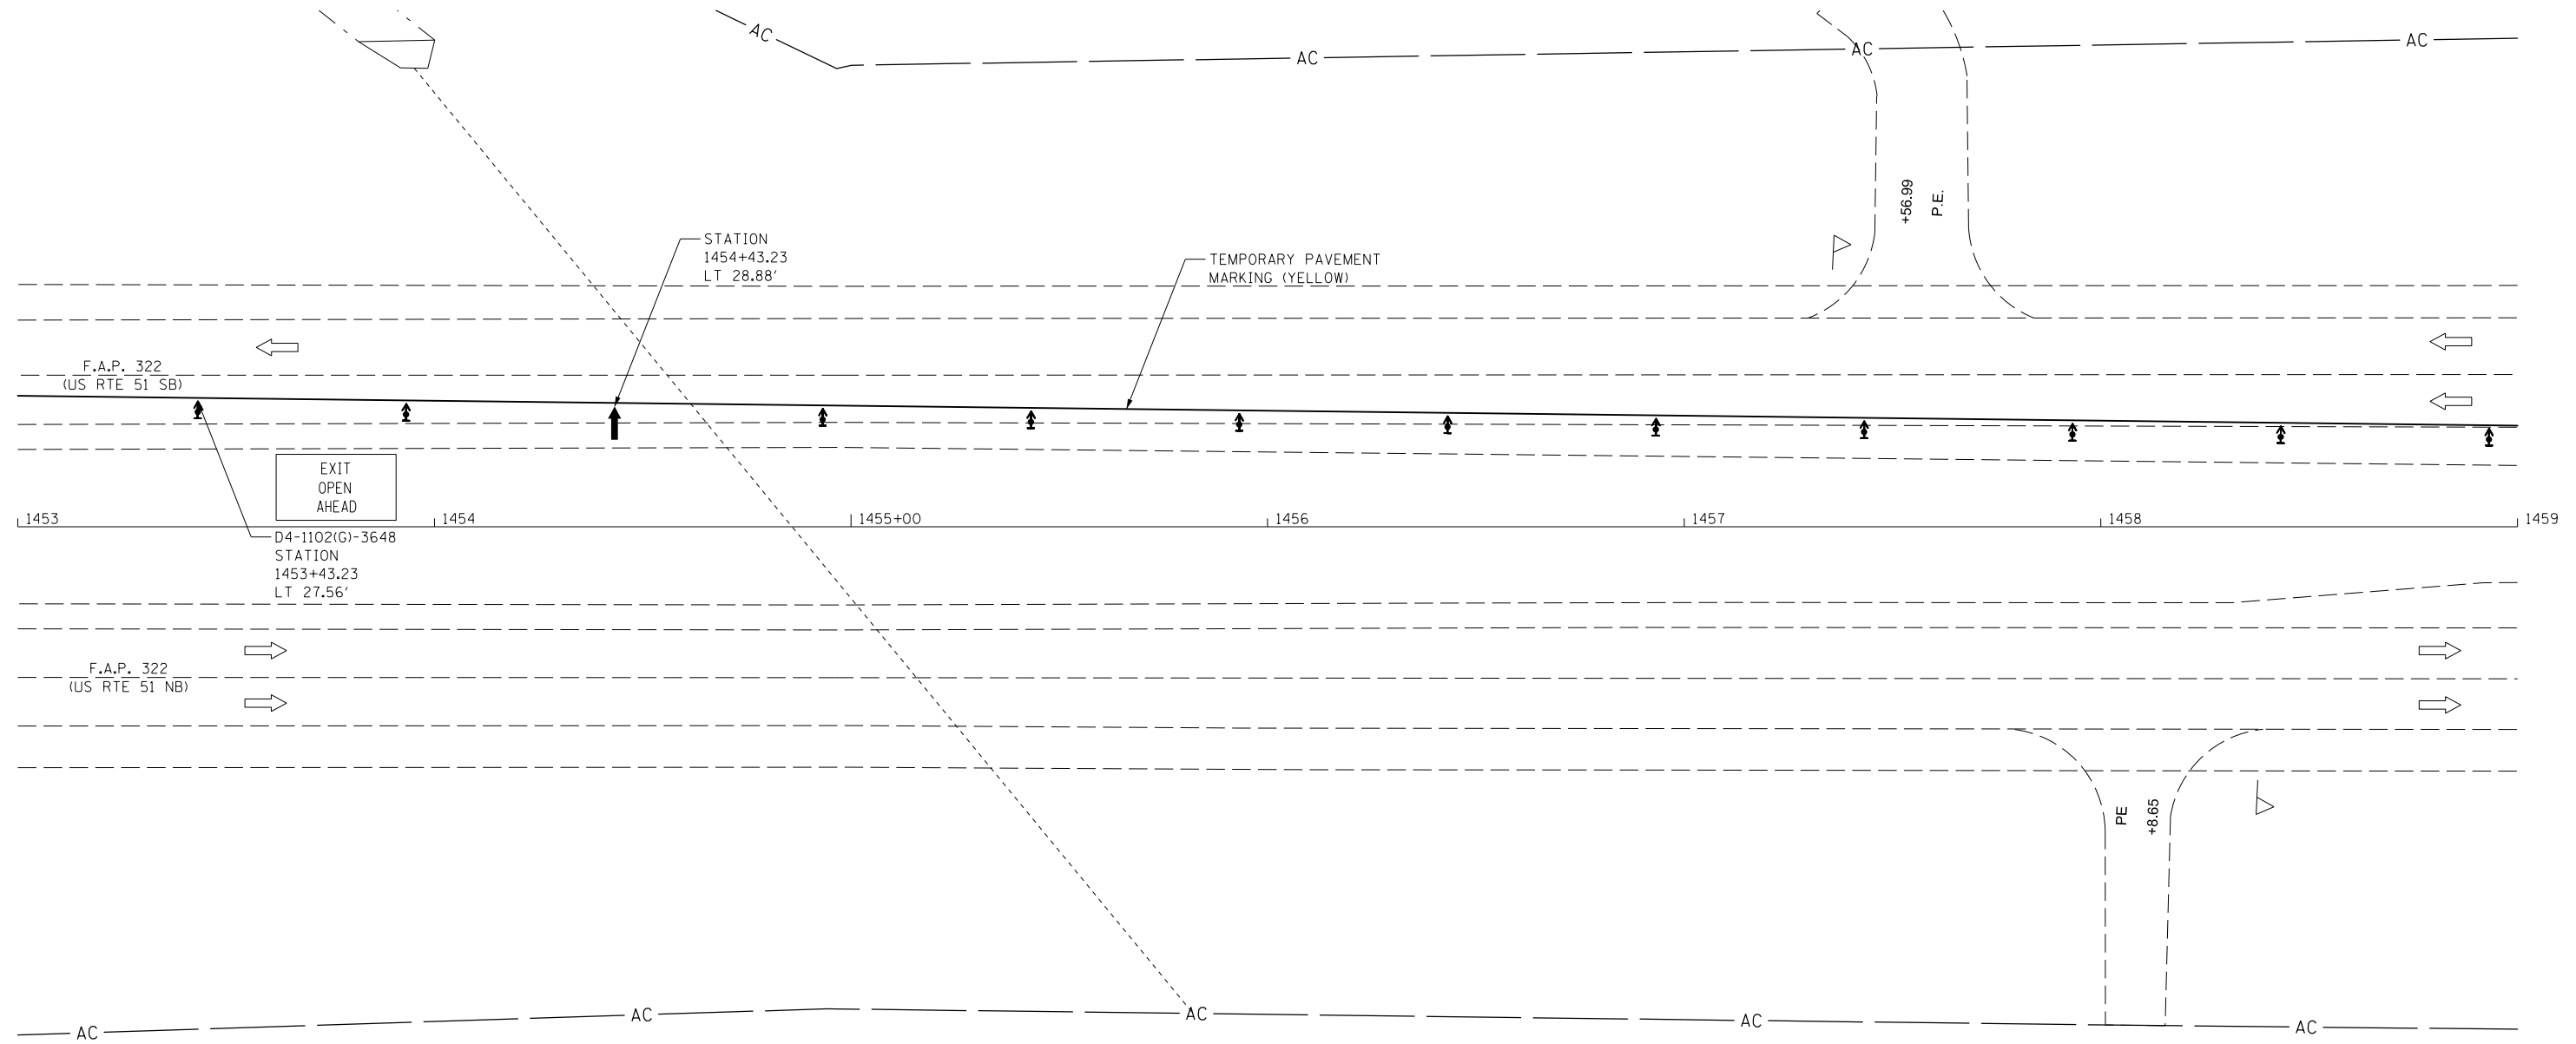 AC
AC
AC
AC
+56.99
P.E.
STATION
1454+43.23
LT 28.88'
TEMPORARY PAVEMENT
MARKING (YELLOW)
F.A.P. 322
(US RTE 51 SB)
EXIT
OPEN
AHEAD
1453
1454
1455+00
1456
1457
1458
1459
D4-1102(G)-3648
STATION
1453+43.23
LT 27.56'
F.A.P. 322
(US RTE 51 NB)
PE
+8.65
AC
AC
AC
AC
AC